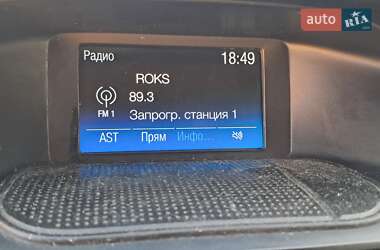 auto RIA
Радио 18:49
ROKS
89.3
FM 1 Запрогр. станция 1
AST Прям Инфо...